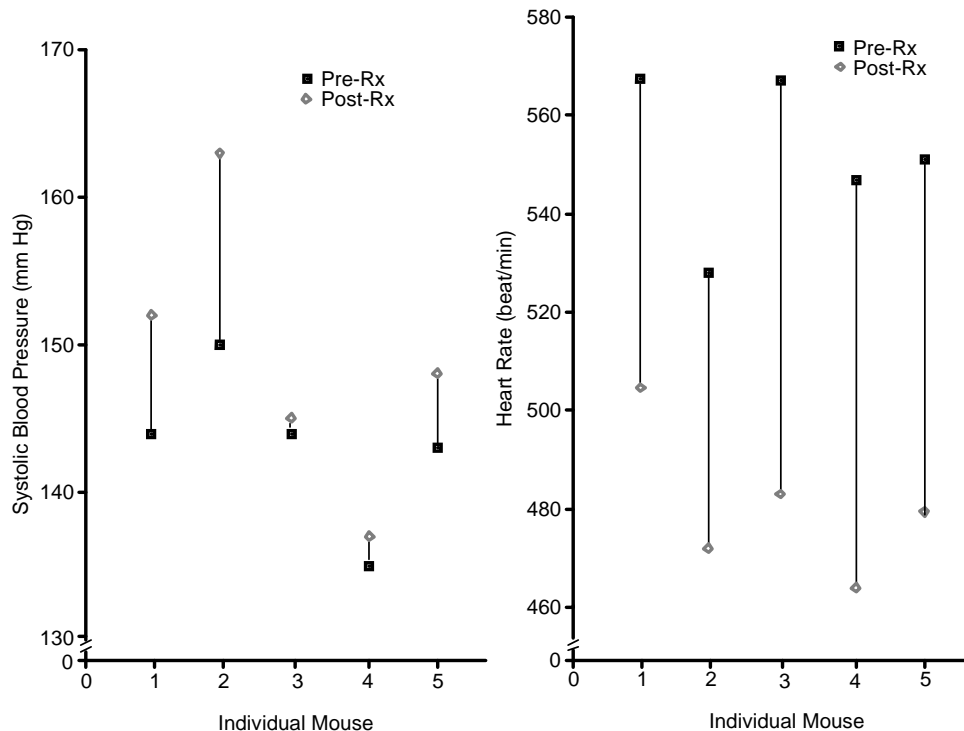 170
160
150
140
130
0
Systolic Blood Pressure (mm Hg)
Pre-Rx
Post-Rx
0 1 2 3 4 5
Individual Mouse
580
560
540
520
500
480
460
0
Heart Rate (beat/min)
Pre-Rx
Post-Rx
0 1 2 3 4 5
Individual Mouse